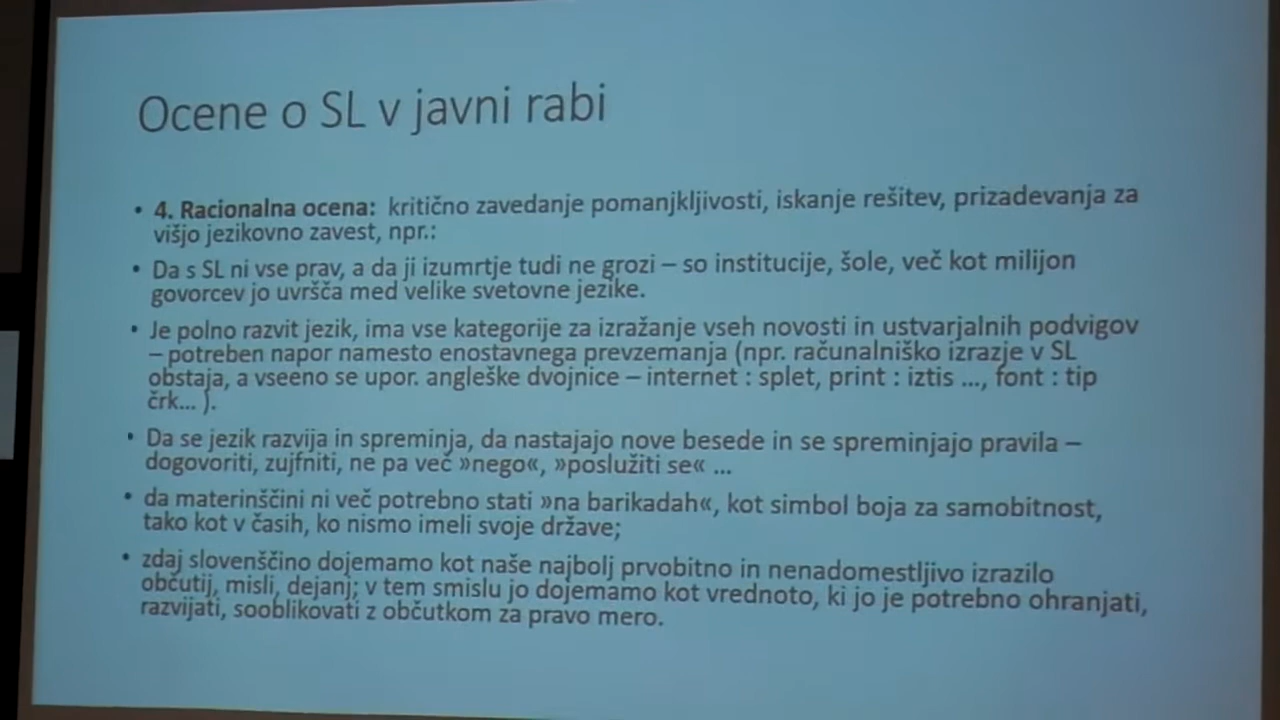 Ocene o SL v javni rabi
• 4. Racionalna ocena: kritično zavedanje pomanjkljivosti, iskanje rešitev, prizadevanja za
višjo jezikovno zavest, npr.:
• Da s SL ni vse prav, a da ji izumrtje tudi ne grozi – so institucije, šole, več kot milijon
govorcev jo uvršča med velike svetovne jezike.
• Je polno razvit jezik, ima vse kategorije za izražanje vseh novosti in ustvarjalnih podvigov
– potreben napor namesto enostavnega prevzemanja (npr. računalniško izrazje v SL
obstaja, a vseeno se upor. angleške dvojnice – internet : splet, print : iztis ..., font : tip
črk... ).
• Da se jezik razvija in spreminja, da nastajajo nove besede in se spreminjajo pravila –
dogovoriti, zujfniti, ne pa več »nego«, »poslužiti se« ...
• da materinščini ni več potrebno stati »na barikadah«, kot simbol boja za samobitnost,
tako kot v časih, ko nismo imeli svoje države;
• zdaj slovenščino dojemamo kot naše najbolj prvobitno in nenadomestljivo izrazilo
občutij, misli, dejanj; v tem smislu jo dojemamo kot vrednoto, ki jo je potrebno ohranjati,
razvijati, sooblikovati z občutkom za pravo mero.